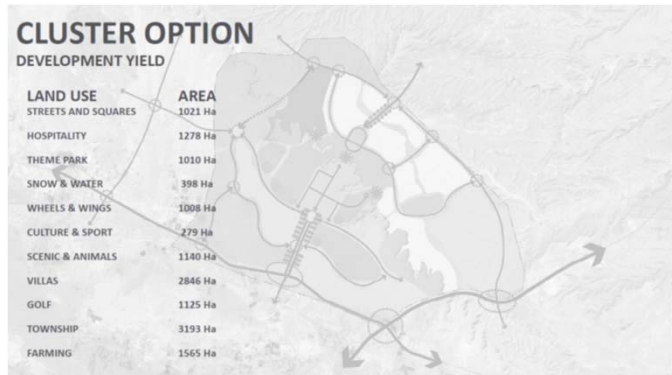 CLUSTER OPTION
DEVELOPMENT YIELD
LAND USE AREA
STREETS AND SQUARES 1021 Ha
HOSPITALITY 1278 Ha
THEME PARK 1010 Ha
SNOW & WATER 398 Ha
WHEELS & WINGS 1008 Ha
CULTURE & SPORT 279 Ha
SCENIC & ANIMALS 1140 Ha
VILLAS 2846 Ha
GOLF 1125 Ha
TOWNSHIP 3193 Ha
FARMING 1565 Ha